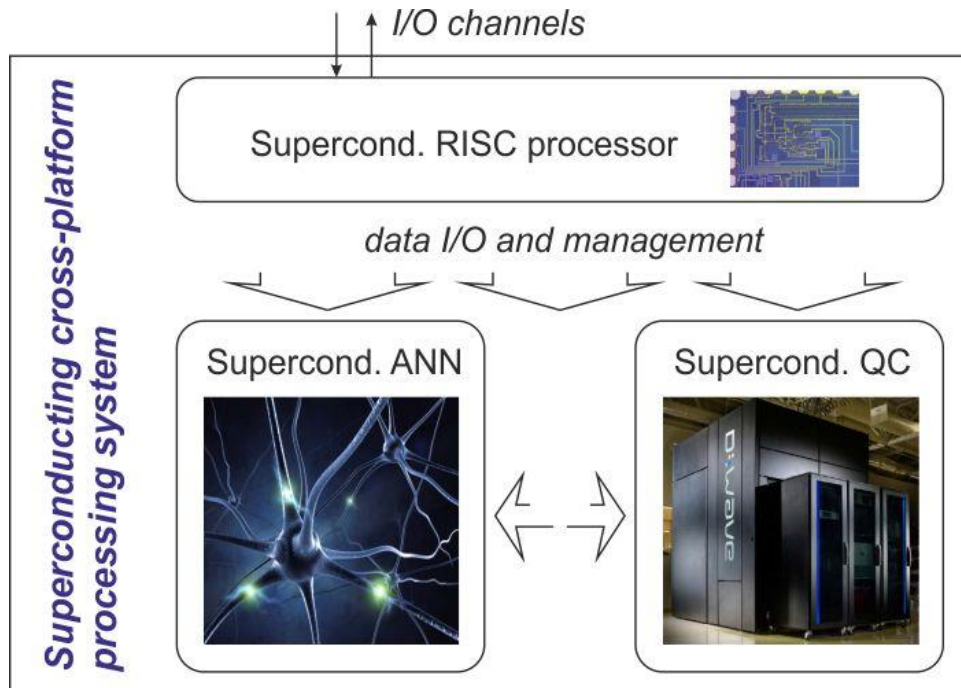 I/O channels
Superconducting cross-platform
processing system
Supercond. RISC processor
data I/O and management
Supercond. ANN
Supercond. QC
D:wave